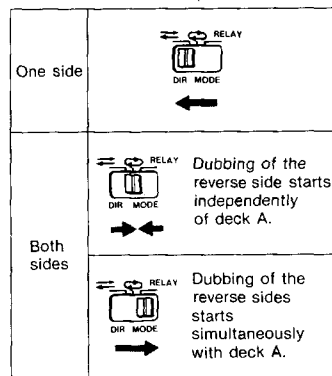 RELAY
One side
DIR MODE
RELAY
DIR MODE
Dubbing of the
reverse side starts
independently
of deck A.
Both
sides
RELAY
DIR MODE
Dubbing of the
reverse sides
starts
simultaneously
with deck A.